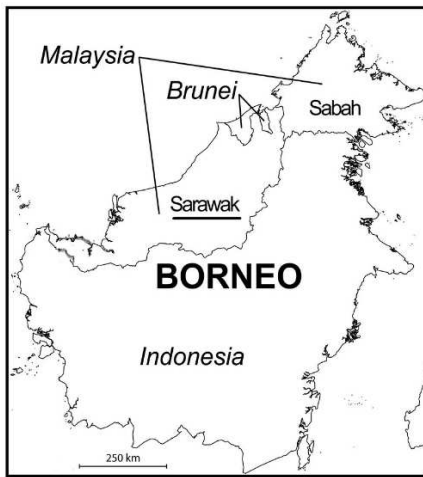 Malaysia
Brunei
Sabah
Sarawak
BORNEO
Indonesia
250 km